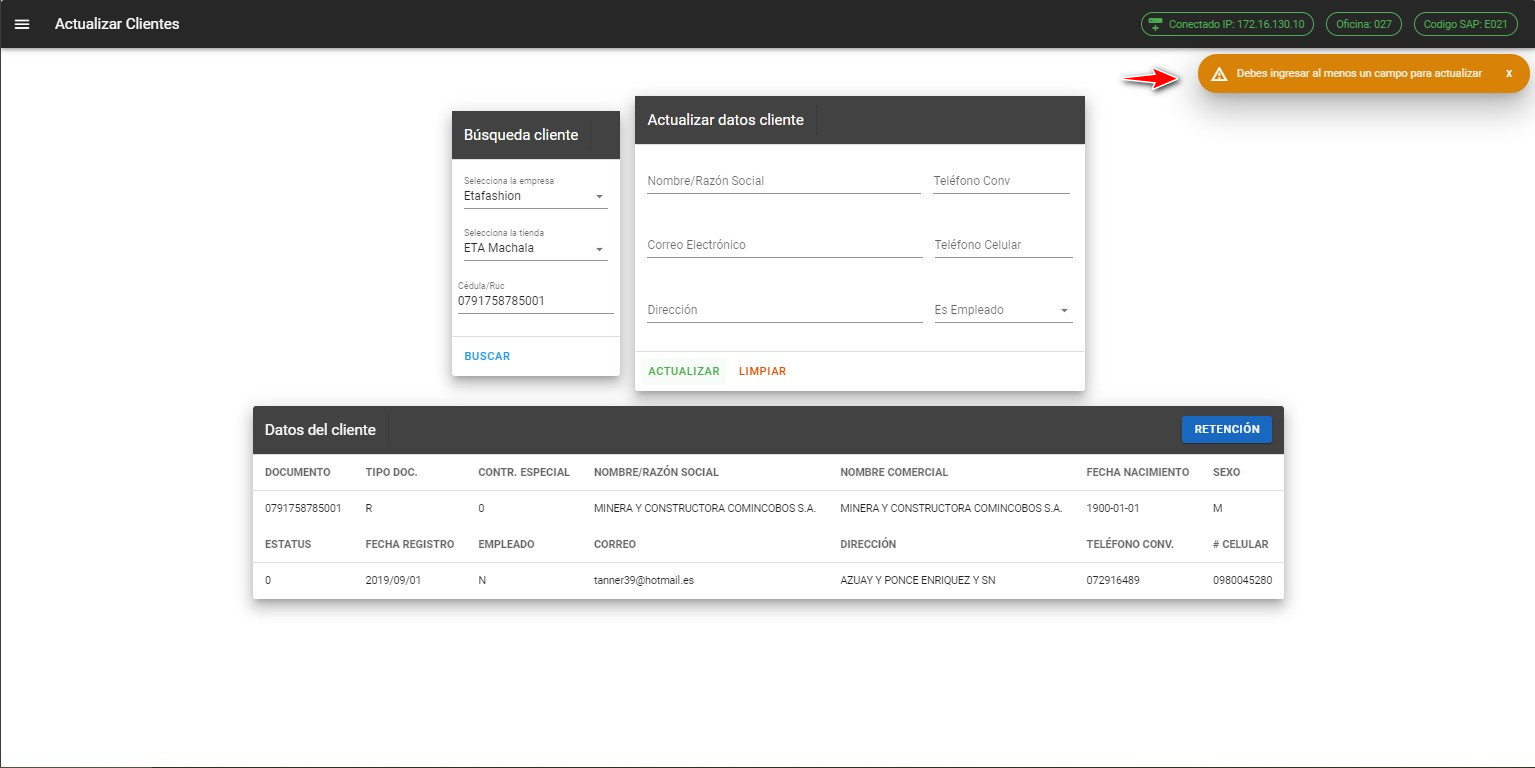 Actualizar Clientes
Conectado IP: 172.16.130.10
Oficina: 027
Codigo SAP: E021
Debes ingresar al menos un campo para actualizar x
Búsqueda cliente
Selecciona la empresa
Etafashion
Selecciona la tienda
ETA Machala
Cédula/Ruc
0791758785001
BUSCAR
Actualizar datos cliente
Nombre/Razón Social Teléfono Conv
Correo Electrónico Teléfono Celular
Dirección Es Empleado
ACTUALIZAR LIMPIAR
Datos del cliente RETENCIÓN
DOCUMENTO TIPO DOC. CONTR. ESPECIAL NOMBRE/RAZÓN SOCIAL NOMBRE COMERCIAL FECHA NACIMIENTO SEXO
0791758785001 R 0 MINERA Y CONSTRUCTORA COMINCOBOS S.A. MINERA Y CONSTRUCTORA COMINCOBOS S.A. 1900-01-01 M
ESTATUS FECHA REGISTRO EMPLEADO CORREO DIRECCIÓN TELÉFONO CONV. # CELULAR
0 2019/09/01 N tanner39@hotmail.es AZUAY Y PONCE ENRIQUEZ Y SN 072916489 0980045280